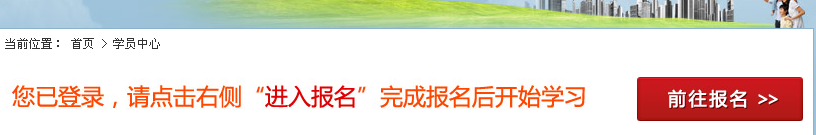 当前位置： 首页 > 学员中心
您已登录，请点击右侧“进入报名”完成报名后开始学习
前往报名 >>